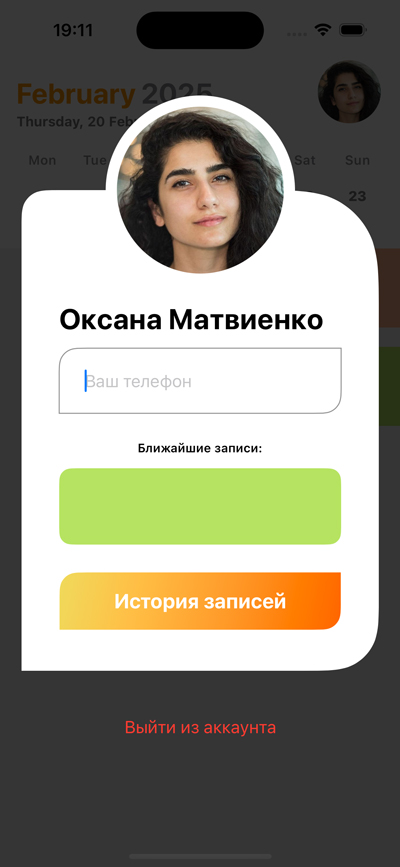 19:11
February 2025
Thursday, 20 Feb
Mon Tue Sat Sun
23
Оксана Матвиенко
Ваш телефон
Ближайшие записи:
История записей
Выйти из аккаунта